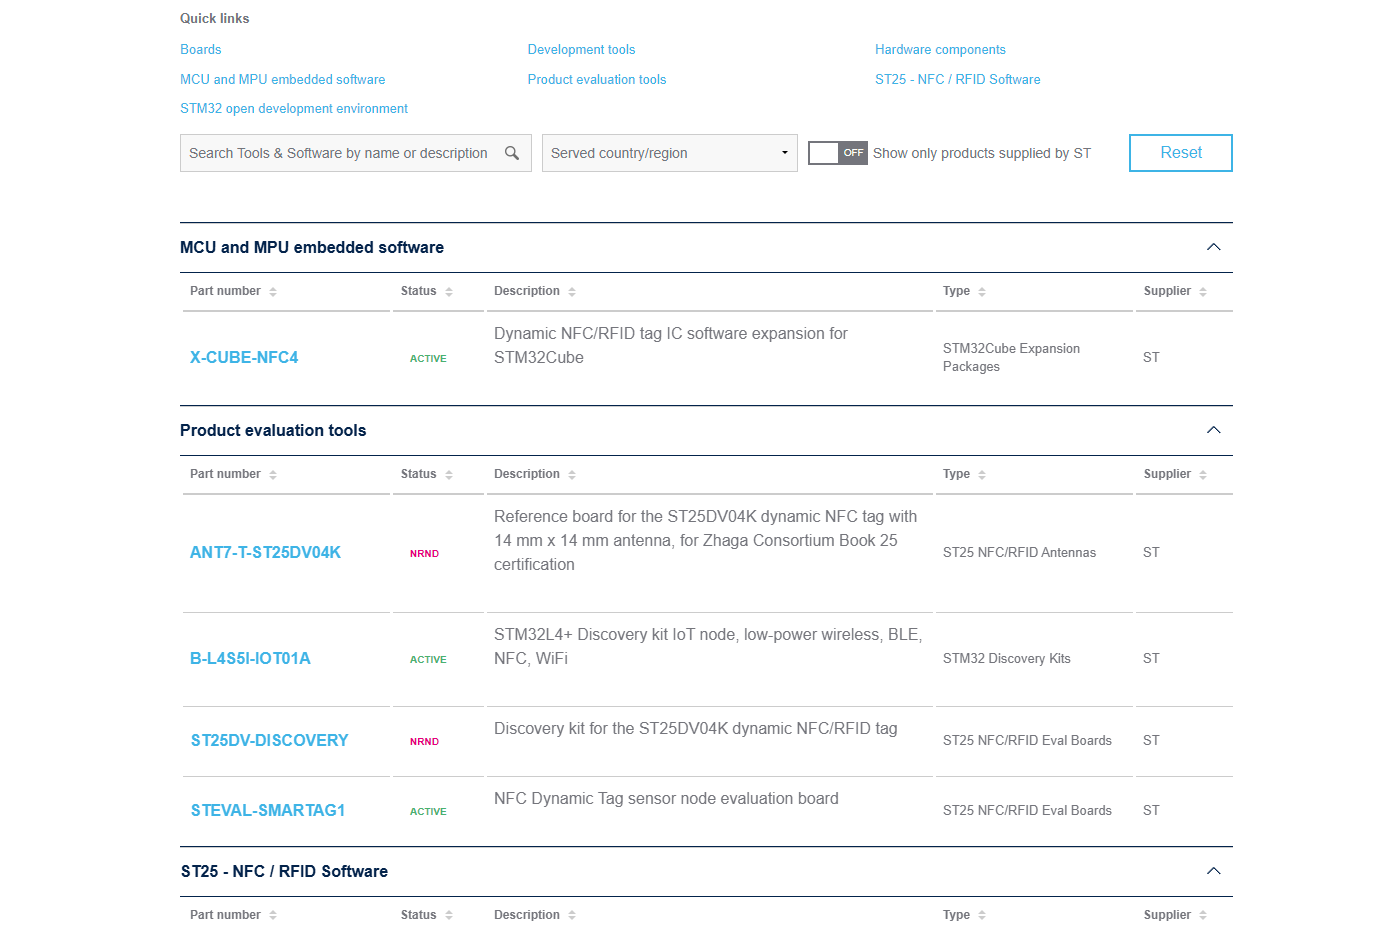 Quick links
Boards
Development tools
Hardware components
MCU and MPU embedded software
Product evaluation tools
ST25 - NFC / RFID Software
STM32 open development environment
Search Tools & Software by name or description
Served country/region
OFF
Show only products supplied by ST
Reset
MCU and MPU embedded software
Part number Status Description Type Supplier
X-CUBE-NFC4
ACTIVE
Dynamic NFC/RFID tag IC software expansion for
STM32Cube
STM32Cube Expansion
Packages
ST
Product evaluation tools
Part number Status Description Type Supplier
ANT7-T-ST25DV04K
NRND
Reference board for the ST25DV04K dynamic NFC tag with
14 mm x 14 mm antenna, for Zhaga Consortium Book 25
certification
ST25 NFC/RFID Antennas
ST
B-L4S5I-IOT01A
ACTIVE
STM32L4+ Discovery kit IoT node, low-power wireless, BLE,
NFC, WiFi
STM32 Discovery Kits
ST
ST25DV-DISCOVERY
NRND
Discovery kit for the ST25DV04K dynamic NFC/RFID tag
ST25 NFC/RFID Eval Boards
ST
STEVAL-SMARTAG1
ACTIVE
NFC Dynamic Tag sensor node evaluation board
ST25 NFC/RFID Eval Boards
ST
ST25 - NFC / RFID Software
Part number Status Description Type Supplier